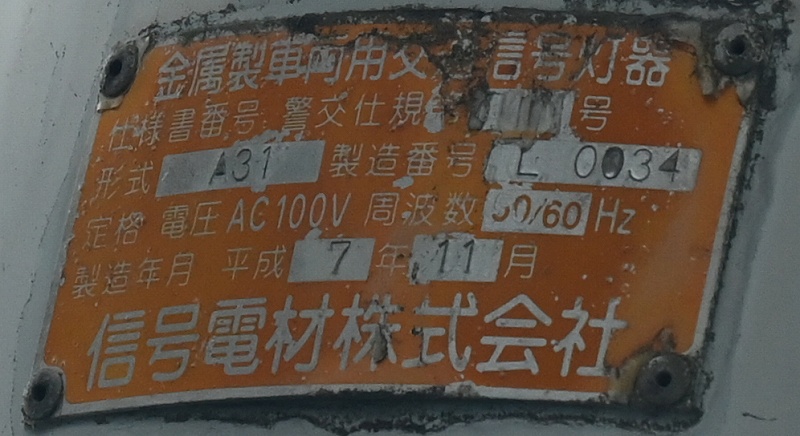 金属製車両用交 信号灯器
仕様書番号 警交仕規第 号
形式 A31 製造番号 L 0034
定格 電圧 AC100V 周波数 50/60 Hz
製造年月 平成 7 年 11 月
信号電材株式会社